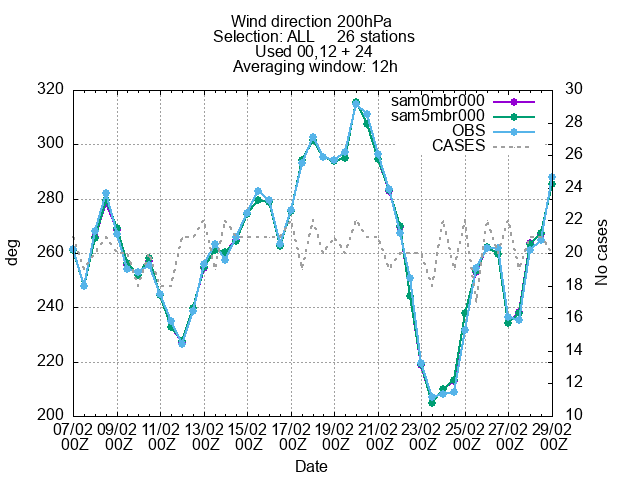 Wind direction 200hPa
Selection: ALL 26 stations
Used 00,12 + 24
Averaging window: 12h
320
300
280
260
240
220
200
deg
30
28
26
24
22
20
18
16
14
12
10
No cases
sam0mbr000
sam5mbr000
OBS
CASES
07/02 09/02 11/02 13/02 15/02 17/02 19/02 21/02 23/02 25/02 27/02 29/02
00Z 00Z 00Z 00Z 00Z 00Z 00Z 00Z 00Z 00Z 00Z 00Z
Date